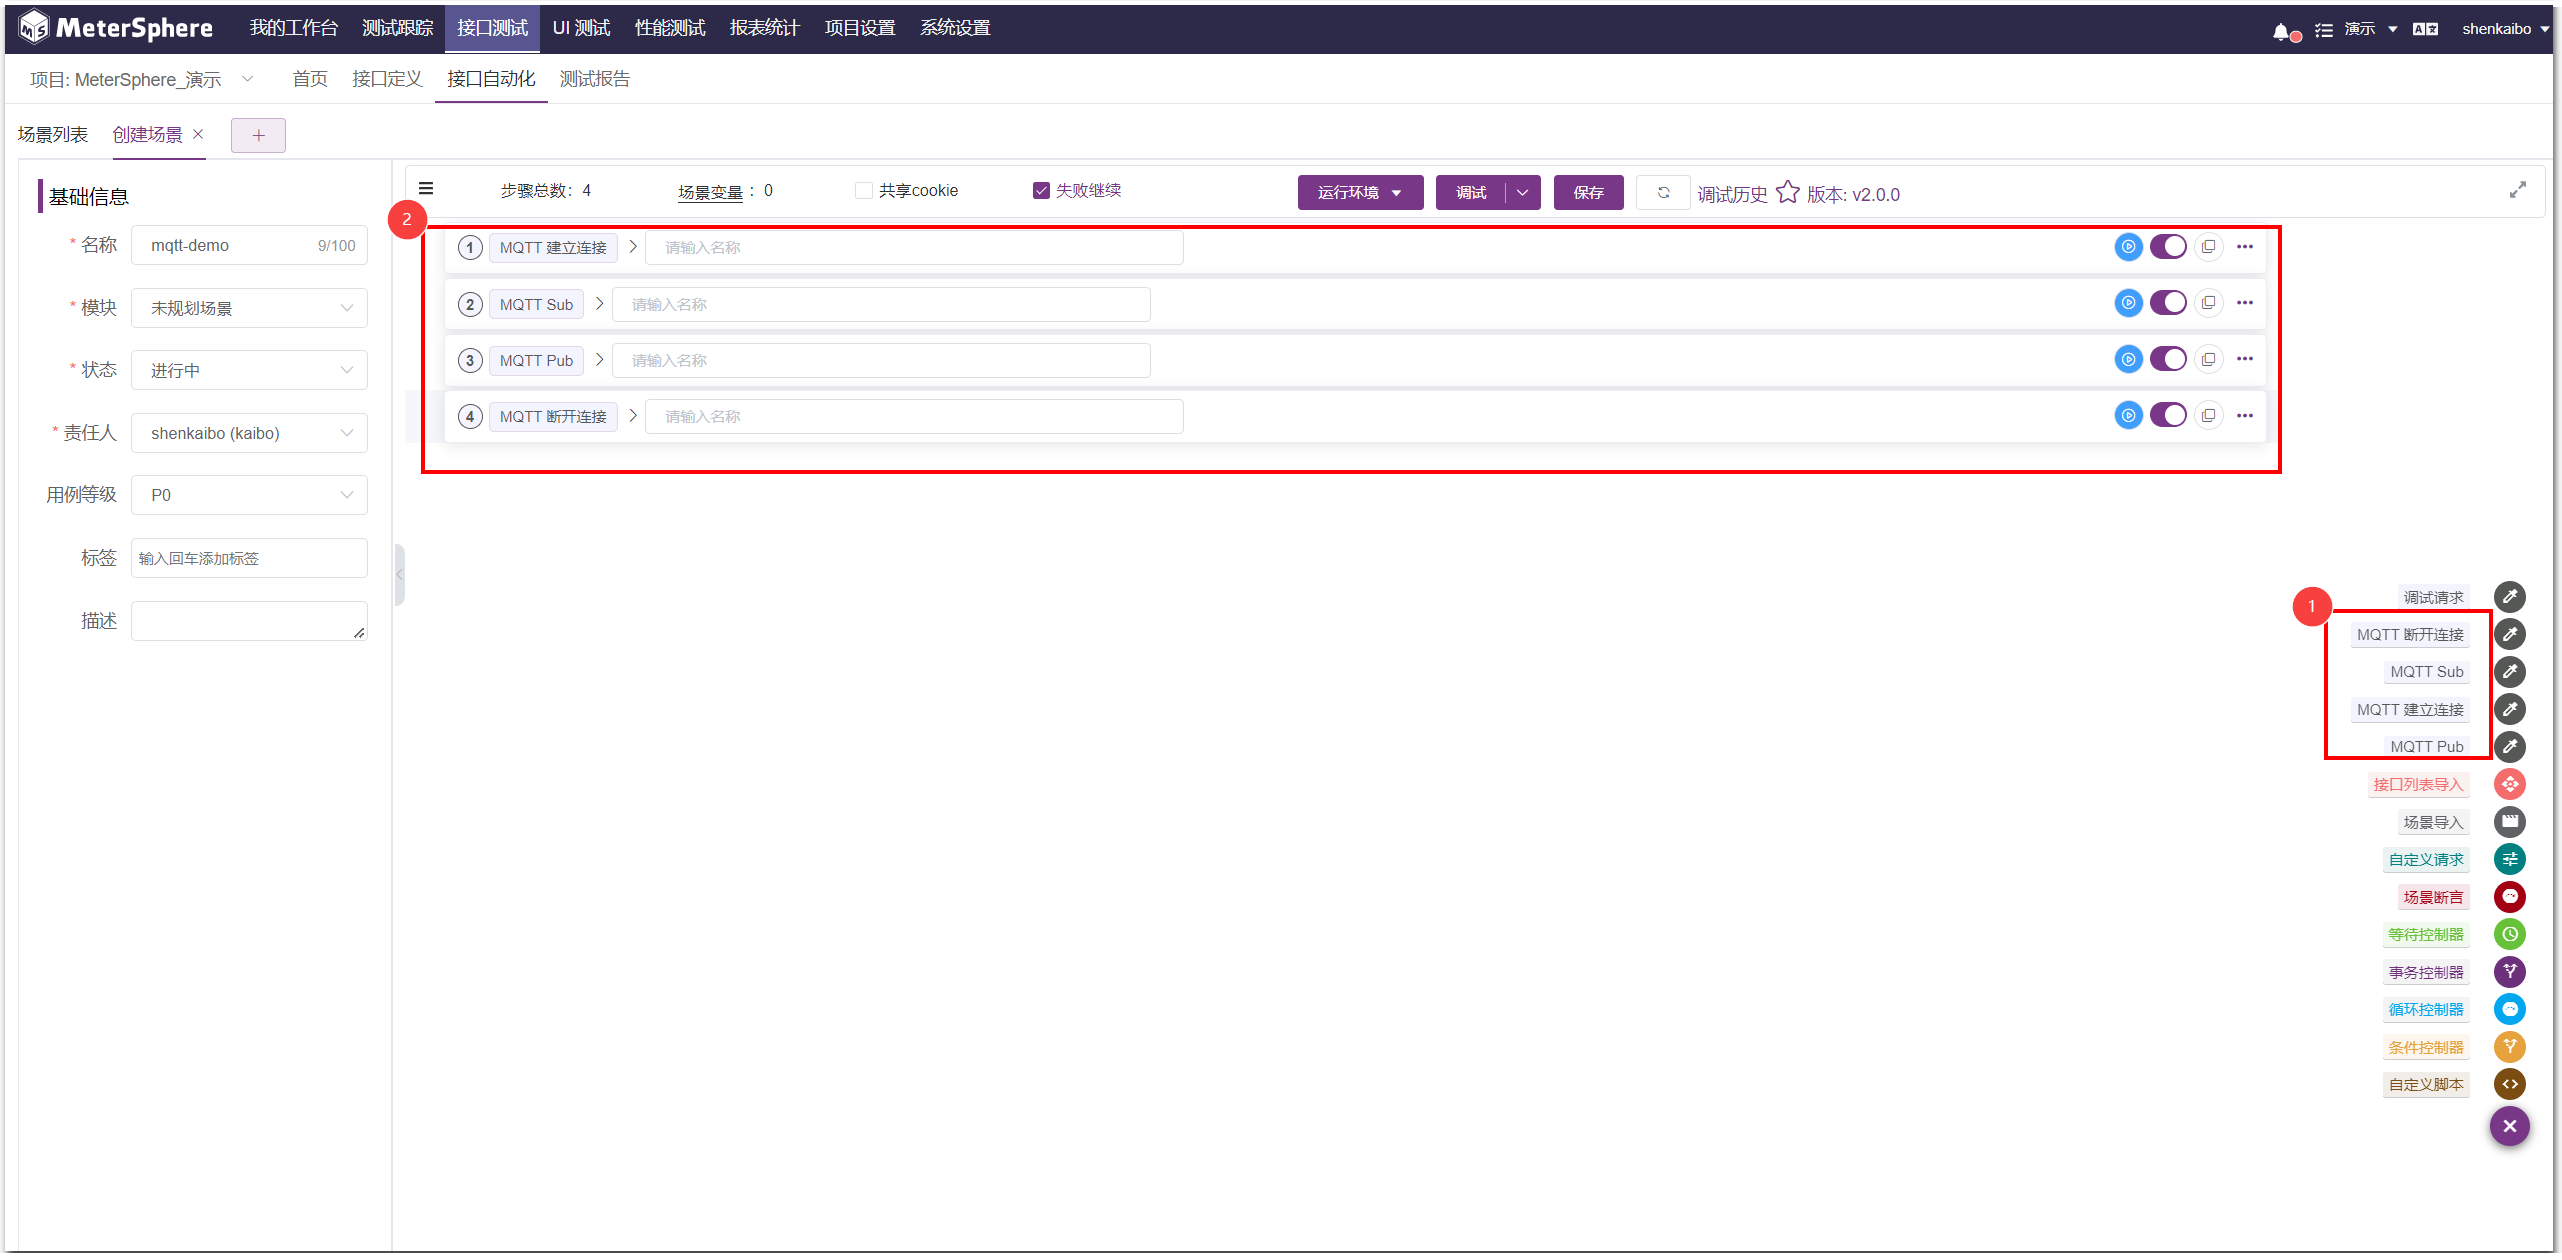 MeterSphere 我的工作台 测试跟踪 接口测试 UI 测试 性能测试 报表统计 项目设置 系统设置 演示 shenkaibo
项目: MeterSphere_演示 首页 接口定义 接口自动化 测试报告
场景列表 创建场景 × +
基础信息
* 名称 mqtt-demo 9/100
* 模块 未规划场景
* 状态 进行中
* 责任人 shenkaibo (kaibo)
用例等级 P0
标签 输入回车添加标签
描述
步骤总数: 4 场景变量 : 0 共享cookie 失败继续 运行环境 调试 保存 调试历史 版本: v2.0.0
2
1 MQTT 建立连接 > 请输入名称
2 MQTT Sub > 请输入名称
3 MQTT Pub > 请输入名称
4 MQTT 断开连接 > 请输入名称
调试请求
1
MQTT 断开连接
MQTT Sub
MQTT 建立连接
MQTT Pub
接口列表导入
场景导入
自定义请求
场景断言
等待控制器
事务控制器
循环控制器
条件控制器
自定义脚本